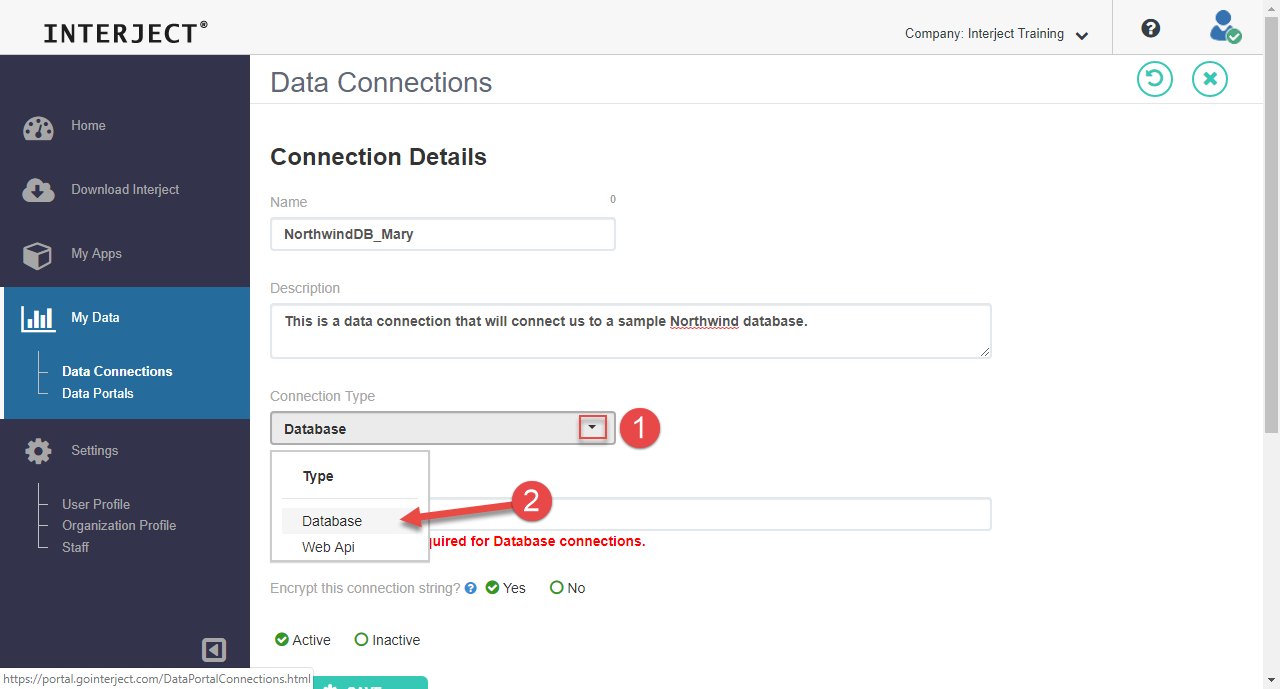 INTERJECT®
Company: Interject Training
Data Connections
Home
Download Interject
My Apps
My Data
Data Connections
Data Portals
Settings
User Profile
Organization Profile
Staff
Connection Details
Name
0
NorthwindDB_Mary
Description
This is a data connection that will connect us to a sample Northwind database.
Connection Type
Database
1
Type
Database
2
Web Api
for Database connections.
Encrypt this connection string? Yes No
Active Inactive
SAVE
https://portal.gointerject.com/DataPortalConnections.html